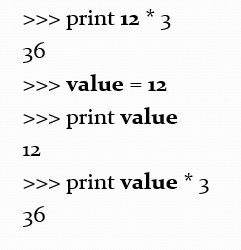 >>> print 12 * 3
36
>>> value = 12
>>> print value
12
>>> print value * 3
36